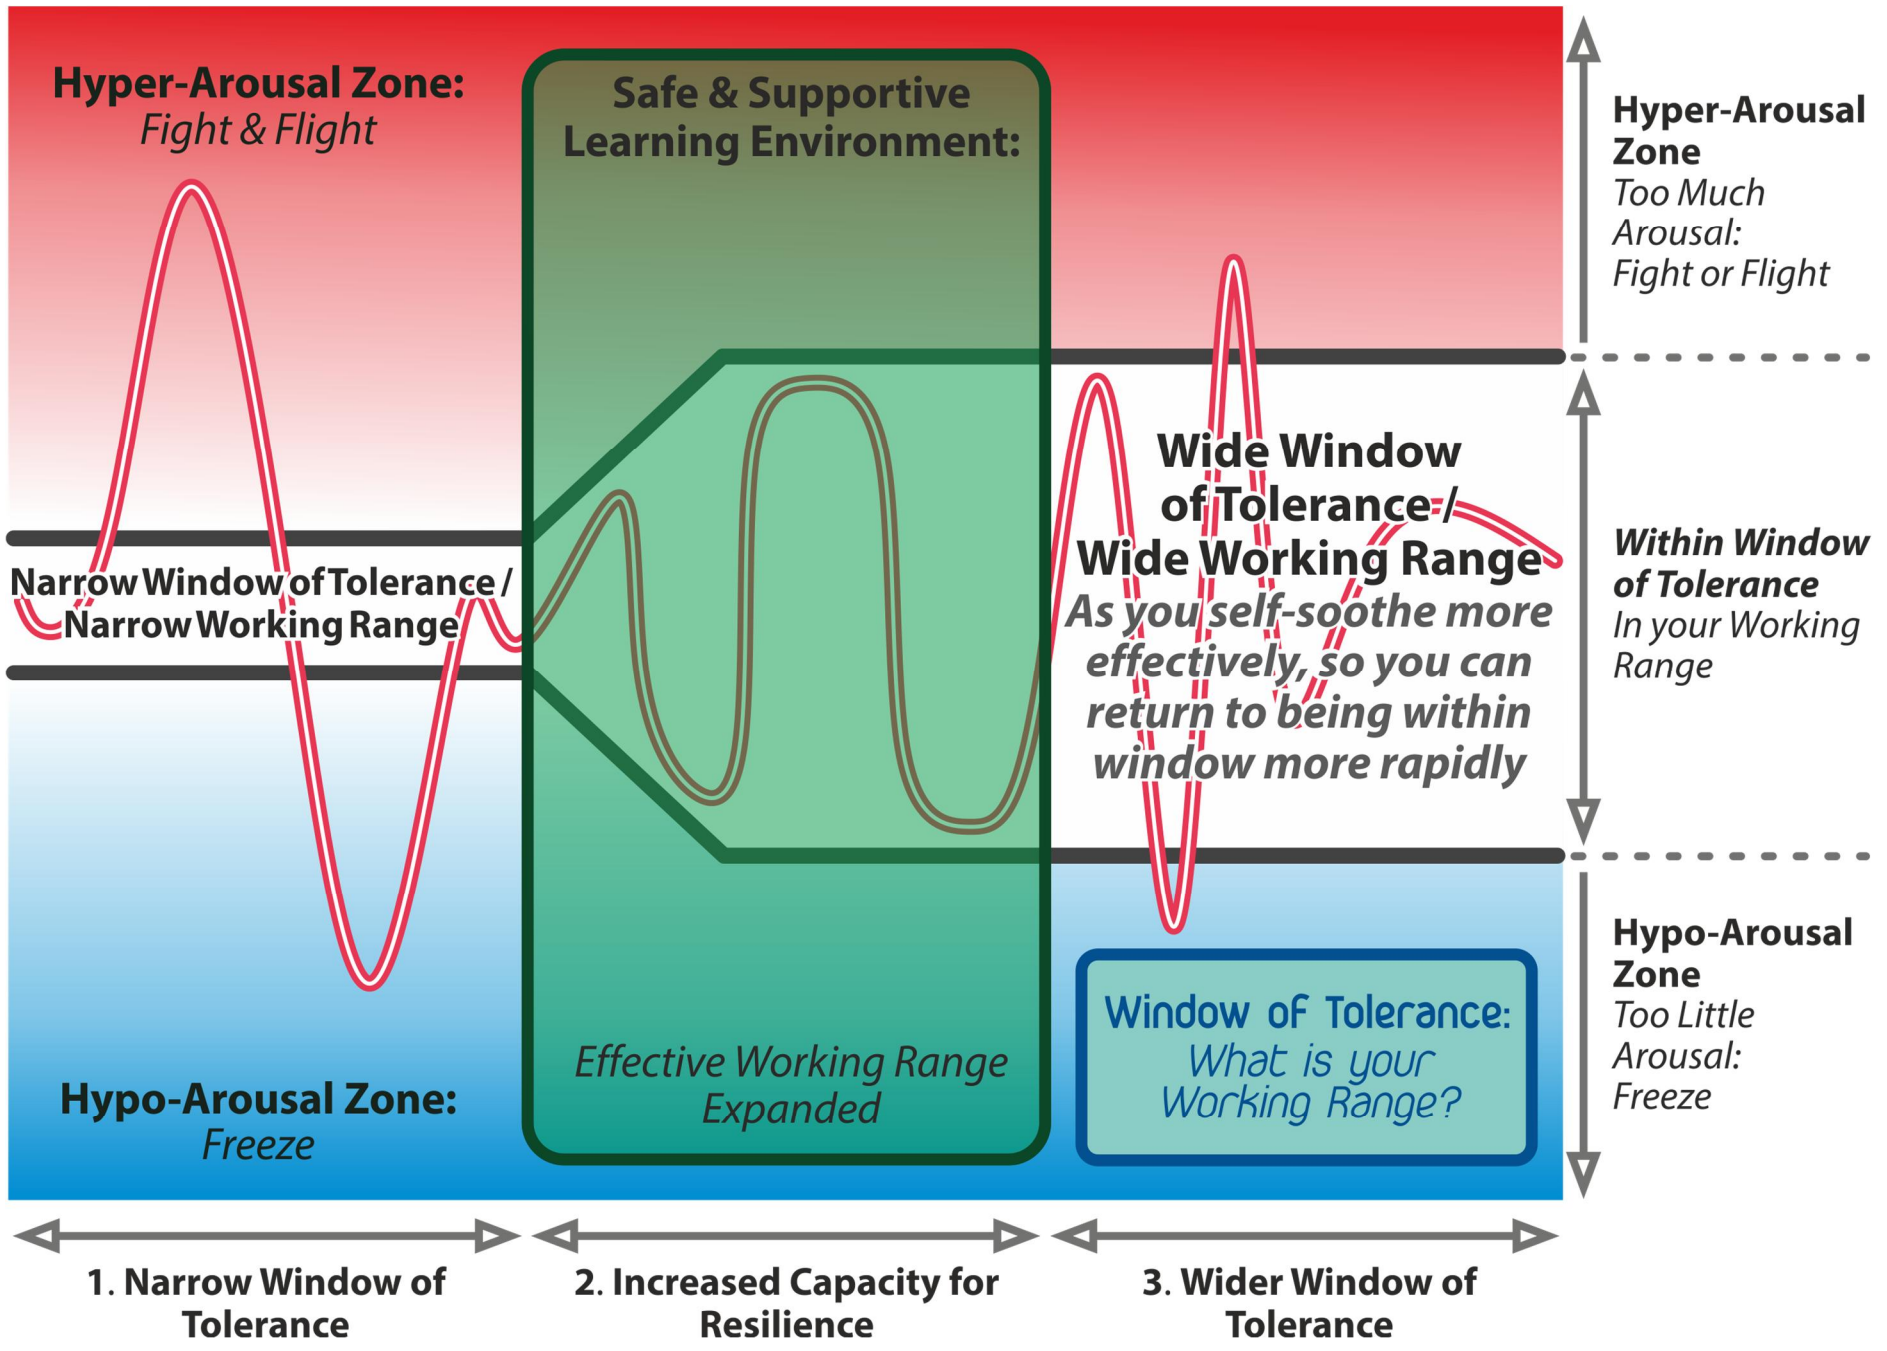 Hyper-Arousal Zone:
Fight & Flight
Safe & Supportive
Learning Environment:
Hyper-Arousal
Zone
Too Much
Arousal:
Fight or Flight
Narrow Window of Tolerance /
Narrow Working Range
Wide Window
of Tolerance /
Wide Working Range
As you self-soothe more
effectively, so you can
return to being within
window more rapidly
Within Window
of Tolerance
In your Working
Range
Hypo-Arousal Zone:
Freeze
Effective Working Range
Expanded
Window of Tolerance:
What is your
Working Range?
Hypo-Arousal
Zone
Too Little
Arousal:
Freeze
1. Narrow Window of
Tolerance
2. Increased Capacity for
Resilience
3. Wider Window of
Tolerance